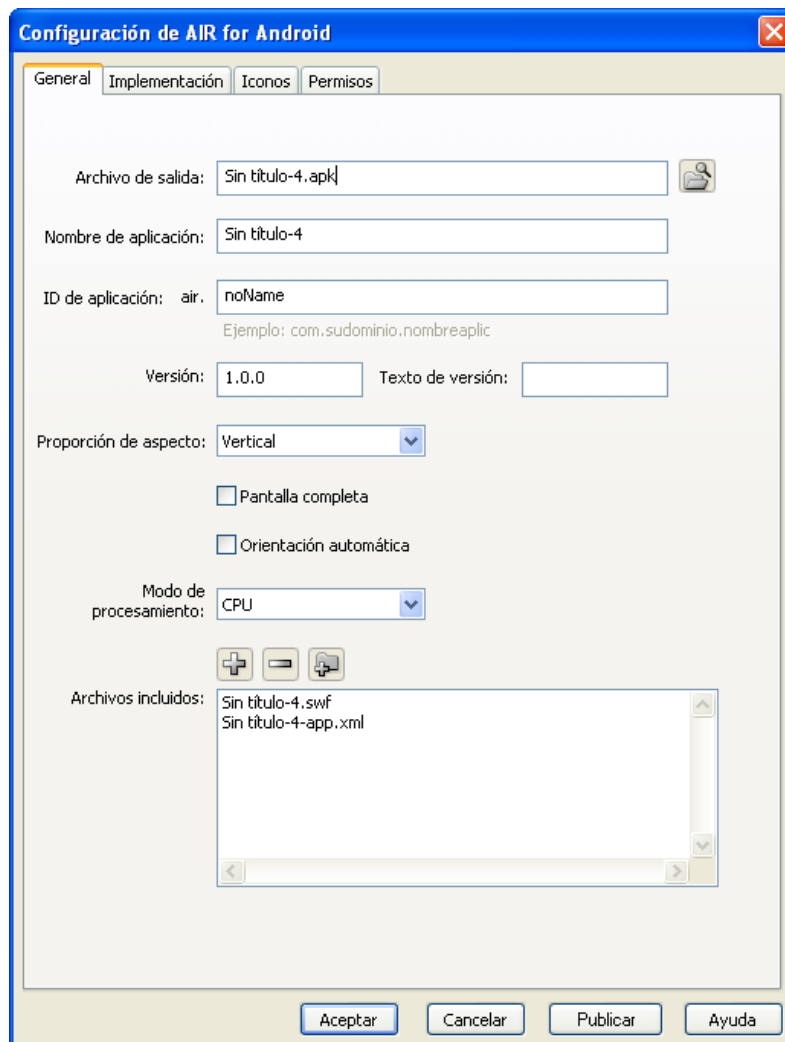 Configuración de AIR for Android
General Implementación Iconos Permisos
Archivo de salida: Sin título-4.apk
Nombre de aplicación: Sin título-4
ID de aplicación: air. noName
Ejemplo: com.sudominio.nombreaplic
Versión: 1.0.0 Texto de versión:
Proporción de aspecto: Vertical
Pantalla completa
Orientación automática
Modo de
procesamiento: CPU
Archivos incluidos: Sin título-4.swf
Sin título-4-app.xml
Aceptar Cancelar Publicar Ayuda